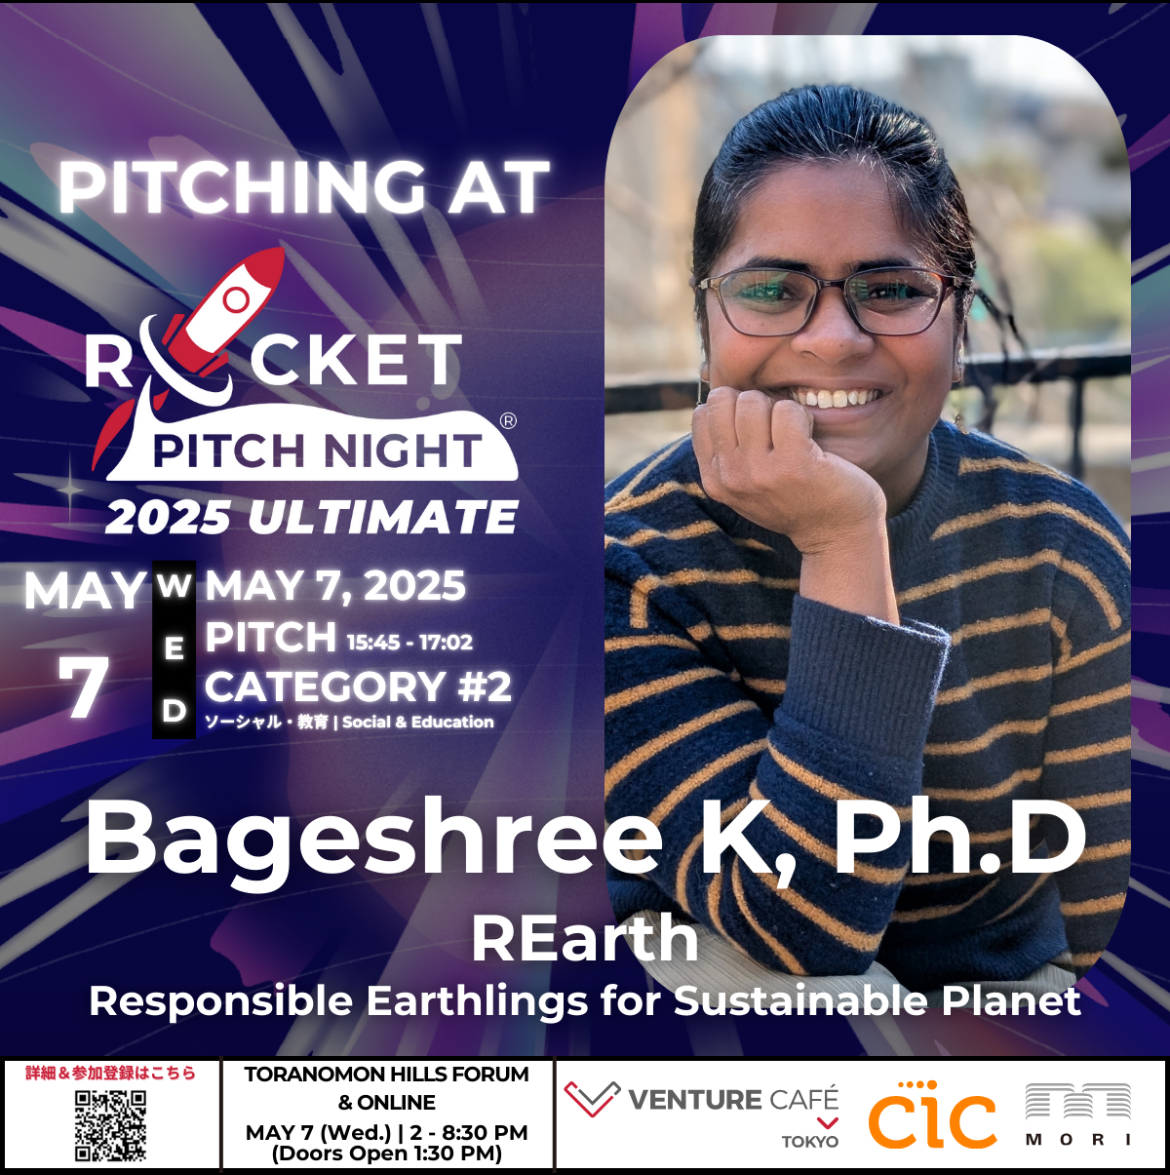 PITCHING AT
ROCKET
PITCH NIGHT ®
2025 ULTIMATE
MAY
7
WED
MAY 7, 2025
PITCH 15:45 - 17:02
CATEGORY #2
ソーシャル・教育 | Social & Education
Bageshree K, Ph.D
REarth
Responsible Earthlings for Sustainable Planet
詳細＆参加登録はこちら
TORANOMON HILLS FORUM
& ONLINE
MAY 7 (Wed.) | 2 - 8:30 PM
(Doors Open 1:30 PM)
VENTURE CAFÉ
TOKYO
cic
MORI